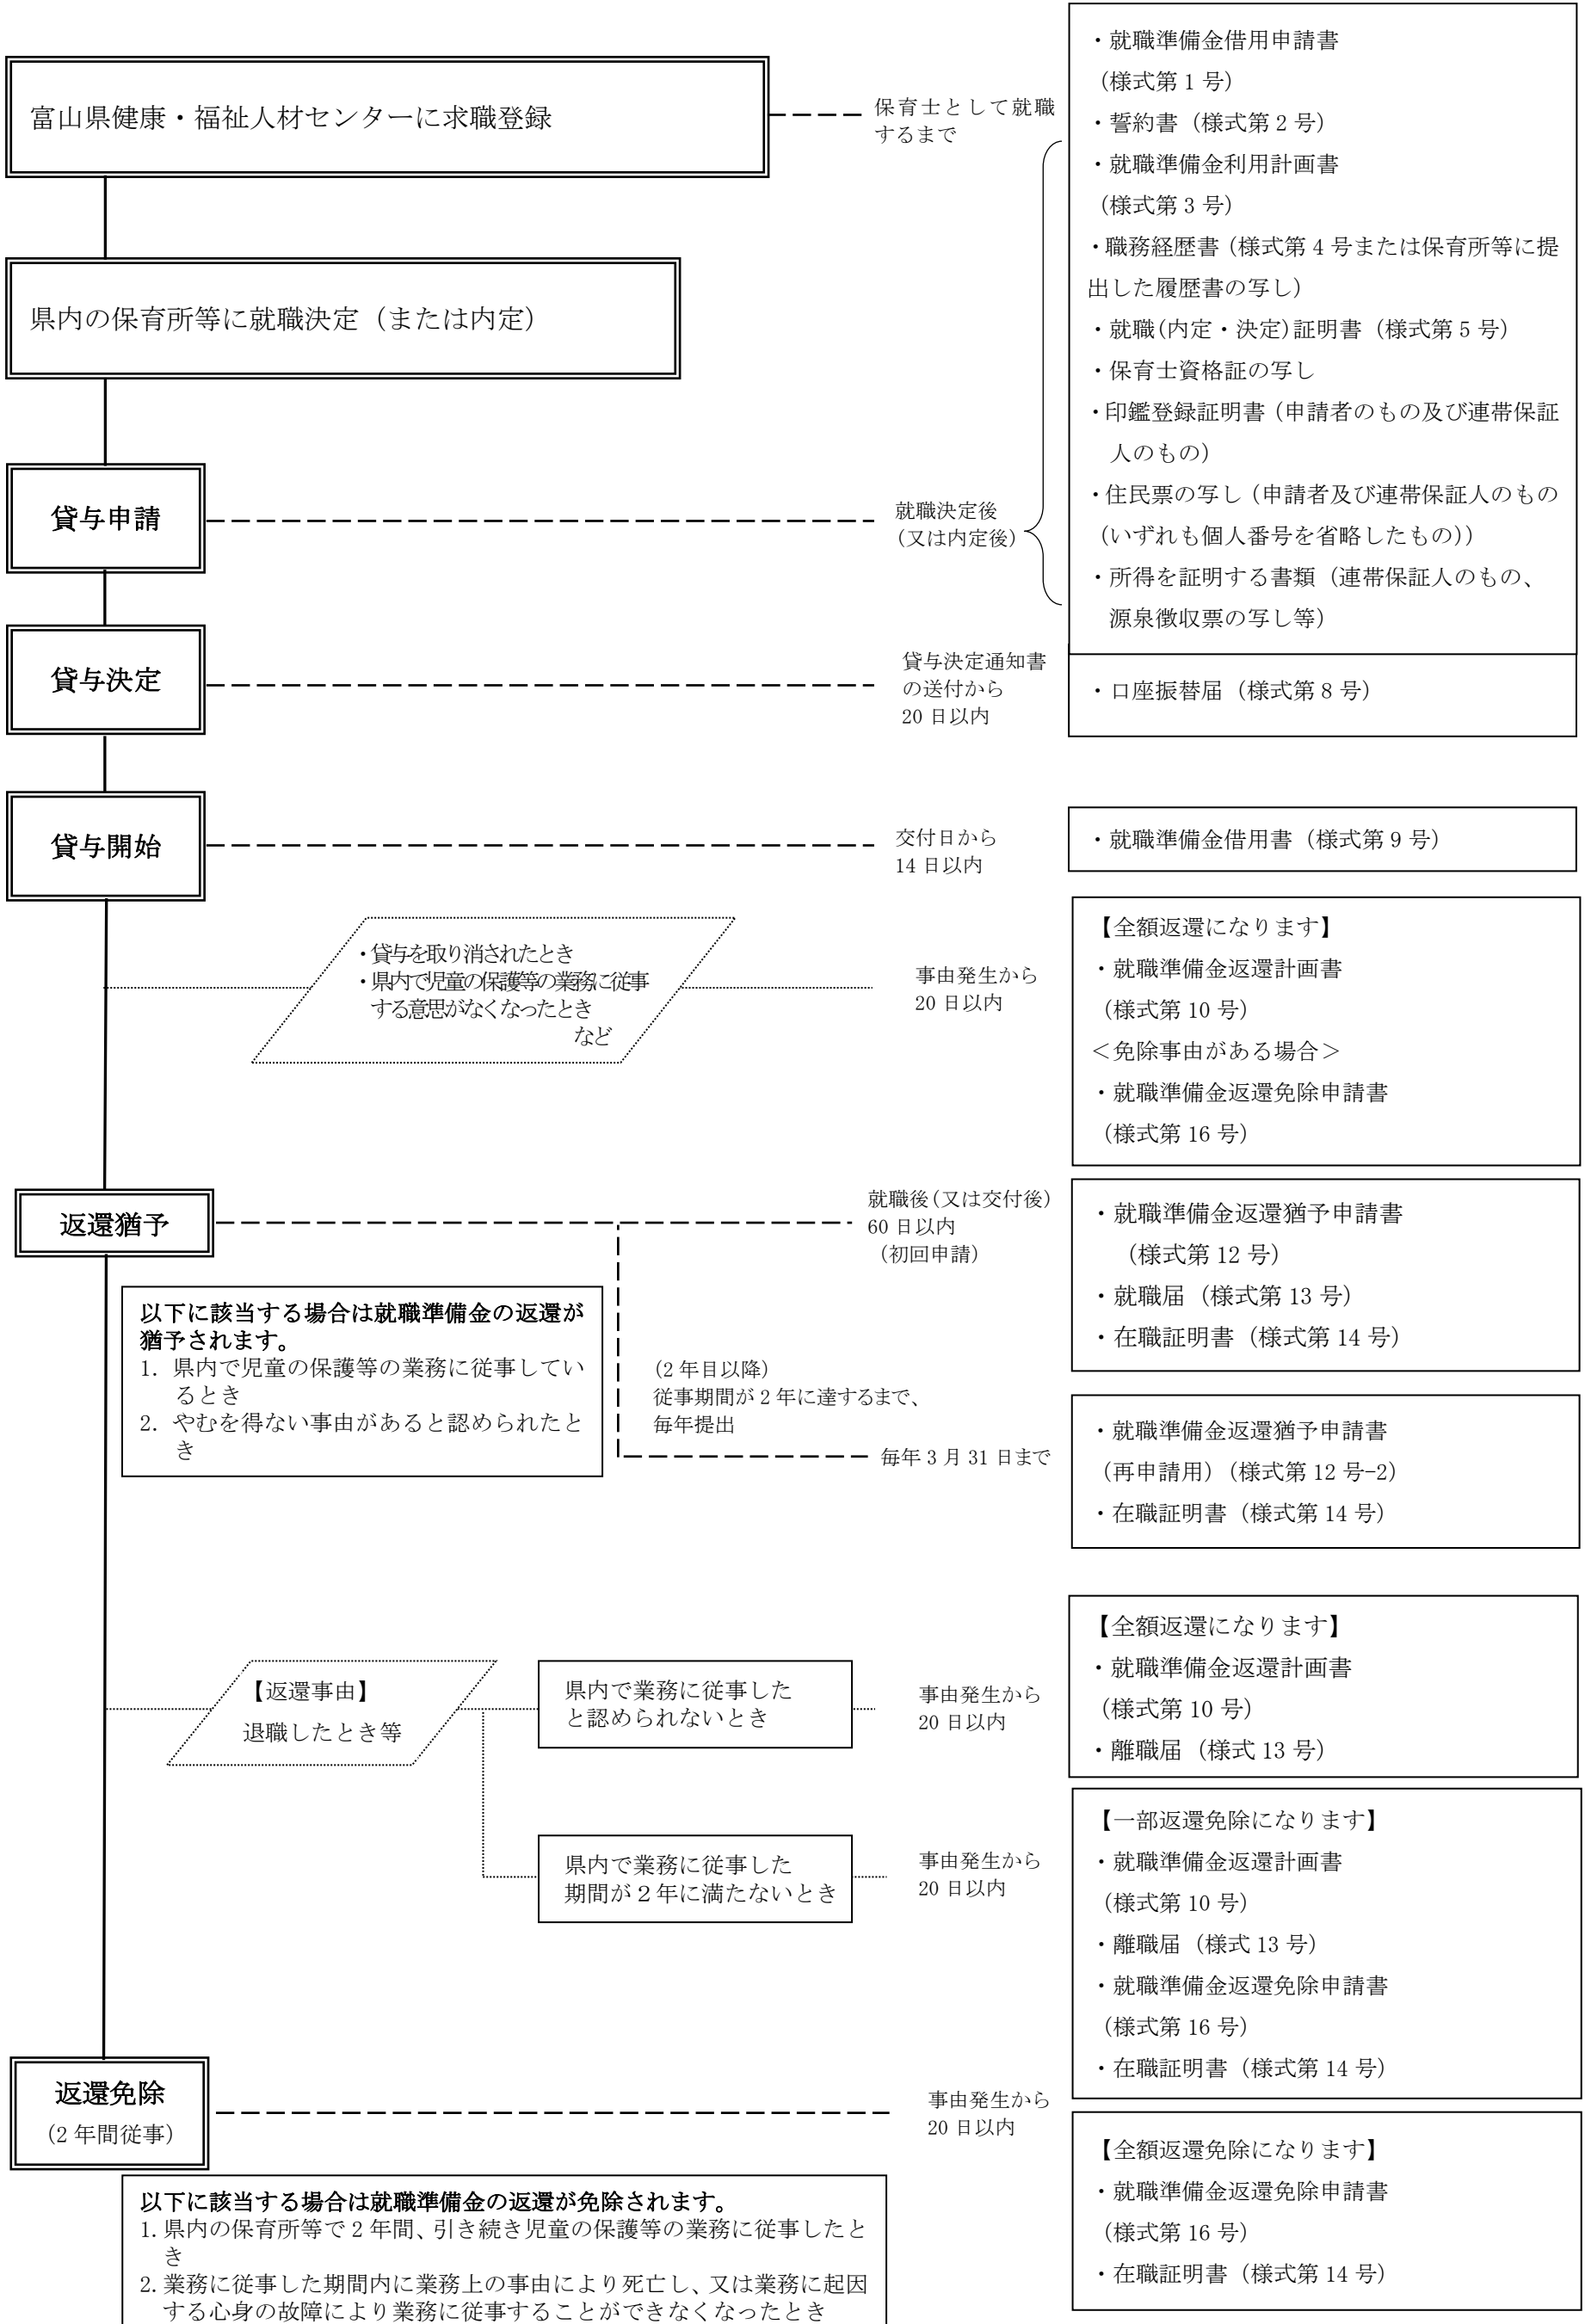 富山県健康・福祉人材センターに求職登録
保育士として就職
するまで
県内の保育所等に就職決定（または内定）
貸与申請
就職決定後
（又は内定後）
・就職準備金借用申請書
（様式第 1 号）
・誓約書（様式第 2 号）
・就職準備金利用計画書
（様式第 3 号）
・職務経歴書（様式第 4 号または保育所等に提
出した履歴書の写し）
・就職(内定・決定)証明書（様式第 5 号）
・保育士資格証の写し
・印鑑登録証明書（申請者のもの及び連帯保証
人のもの）
・住民票の写し（申請者及び連帯保証人のもの
（いずれも個人番号を省略したもの））
・所得を証明する書類（連帯保証人のもの、
源泉徴収票の写し等）
貸与決定
貸与決定通知書
の送付から
20 日以内
・口座振替届（様式第 8 号）
貸与開始
交付日から
14 日以内
・就職準備金借用書（様式第 9 号）
・貸与を取り消されたとき
・県内で児童の保護等の業務に従事
する意思がなくなったとき
など
事由発生から
20 日以内
【全額返還になります】
・就職準備金返還計画書
（様式第 10 号）
＜免除事由がある場合＞
・就職準備金返還免除申請書
（様式第 16 号）
返還猶予
就職後（又は交付後）
60 日以内
（初回申請）
・就職準備金返還猶予申請書
（様式第 12 号）
・就職届（様式第 13 号）
・在職証明書（様式第 14 号）
以下に該当する場合は就職準備金の返還が
猶予されます。
1. 県内で児童の保護等の業務に従事してい
るとき
2. やむを得ない事由があると認められたと
き
（2 年目以降）
従事期間が 2 年に達するまで、
毎年提出
毎年 3 月 31 日まで
・就職準備金返還猶予申請書
（再申請用）（様式第 12 号-2）
・在職証明書（様式第 14 号）
【返還事由】
退職したとき等
県内で業務に従事した
と認められないとき
事由発生から
20 日以内
【全額返還になります】
・就職準備金返還計画書
（様式第 10 号）
・離職届（様式 13 号）
県内で業務に従事した
期間が２年に満たないとき
事由発生から
20 日以内
【一部返還免除になります】
・就職準備金返還計画書
（様式第 10 号）
・離職届（様式 13 号）
・就職準備金返還免除申請書
（様式第 16 号）
・在職証明書（様式第 14 号）
返還免除
（2 年間従事）
事由発生から
20 日以内
【全額返還免除になります】
・就職準備金返還免除申請書
（様式第 16 号）
・在職証明書（様式第 14 号）
以下に該当する場合は就職準備金の返還が免除されます。
1. 県内の保育所等で 2 年間、引き続き児童の保護等の業務に従事したと
き
2. 業務に従事した期間内に業務上の事由により死亡し、又は業務に起因
する心身の故障により業務に従事することができなくなったとき